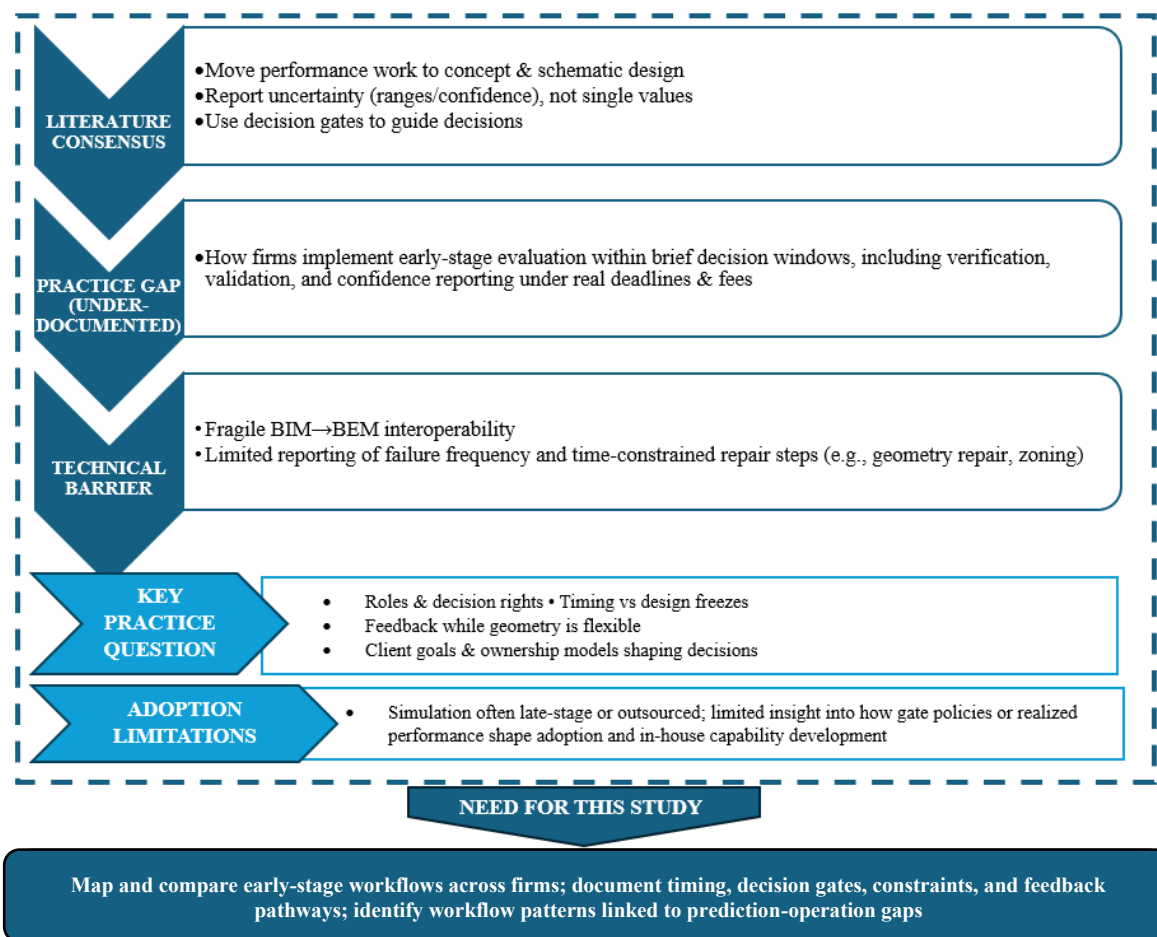 LITERATURE
CONSENSUS
•Move performance work to concept & schematic design
•Report uncertainty (ranges/confidence), not single values
•Use decision gates to guide decisions
PRACTICE GAP
(UNDER-
DOCUMENTED)
•How firms implement early-stage evaluation within brief decision windows, including verification,
validation, and confidence reporting under real deadlines & fees
TECHNICAL
BARRIER
• Fragile BIM→BEM interoperability
• Limited reporting of failure frequency and time-constrained repair steps (e.g., geometry repair, zoning)
KEY
PRACTICE
QUESTION
• Roles & decision rights • Timing vs design freezes
• Feedback while geometry is flexible
• Client goals & ownership models shaping decisions
ADOPTION
LIMITATIONS
• Simulation often late-stage or outsourced; limited insight into how gate policies or realized
performance shape adoption and in-house capability development
NEED FOR THIS STUDY
Map and compare early-stage workflows across firms; document timing, decision gates, constraints, and feedback
pathways; identify workflow patterns linked to prediction-operation gaps